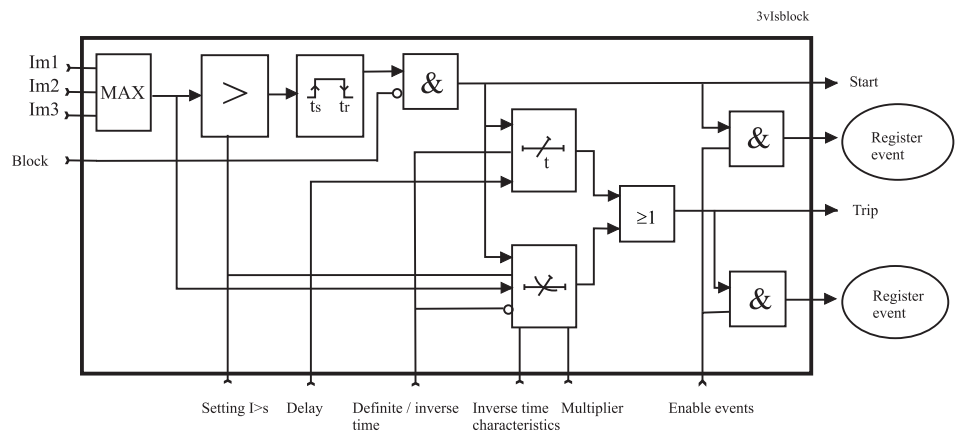 3vIsblock
Im1
Im2
Im3
MAX
>
ts
tr
&
Start
Block
t
&
Register
event
≥1
Trip
&
Register
event
Setting I>s
Delay
Definite / inverse
time
Inverse time
characteristics
Multiplier
Enable events